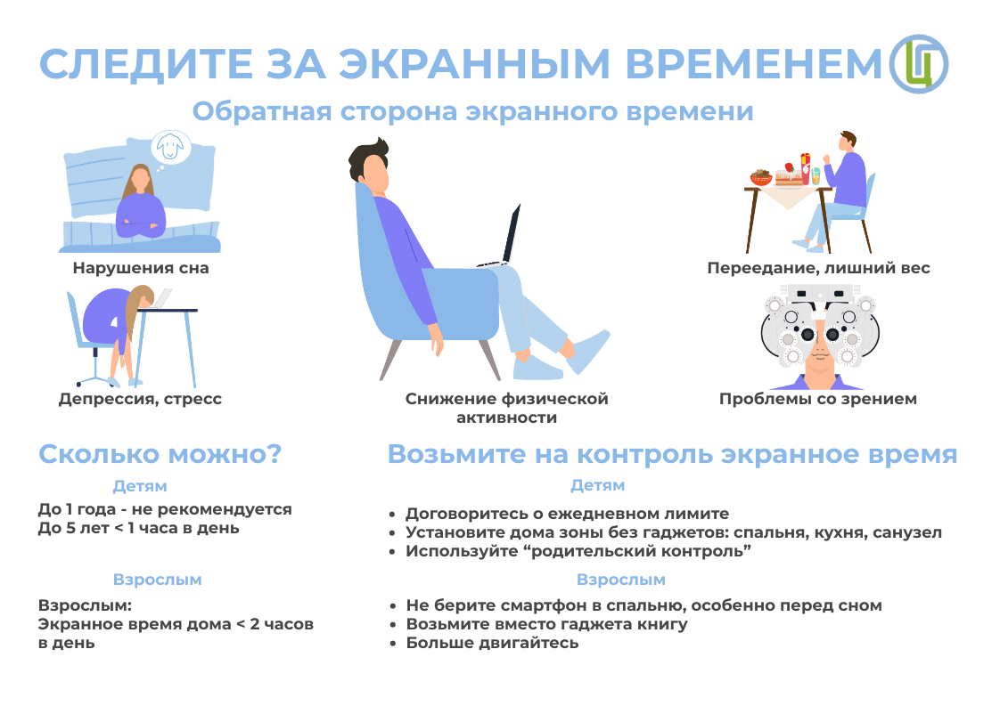 СЛЕДИТЕ ЗА ЭКРАННЫМ ВРЕМЕНЕМ
Обратная сторона экранного времени
Нарушения сна
Переедание, лишний вес
Депрессия, стресс
Снижение физической
активности
Проблемы со зрением
Сколько можно?
Детям
До 1 года - не рекомендуется
До 5 лет < 1 часа в день
Взрослым
Взрослым:
Экранное время дома < 2 часов
в день
Возьмите на контроль экранное время
Детям
• Договоритесь о ежедневном лимите
• Установите дома зоны без гаджетов: спальня, кухня, санузел
• Используйте “родительский контроль”
Взрослым
• Не берите смартфон в спальню, особенно перед сном
• Возьмите вместо гаджета книгу
• Больше двигайтесь